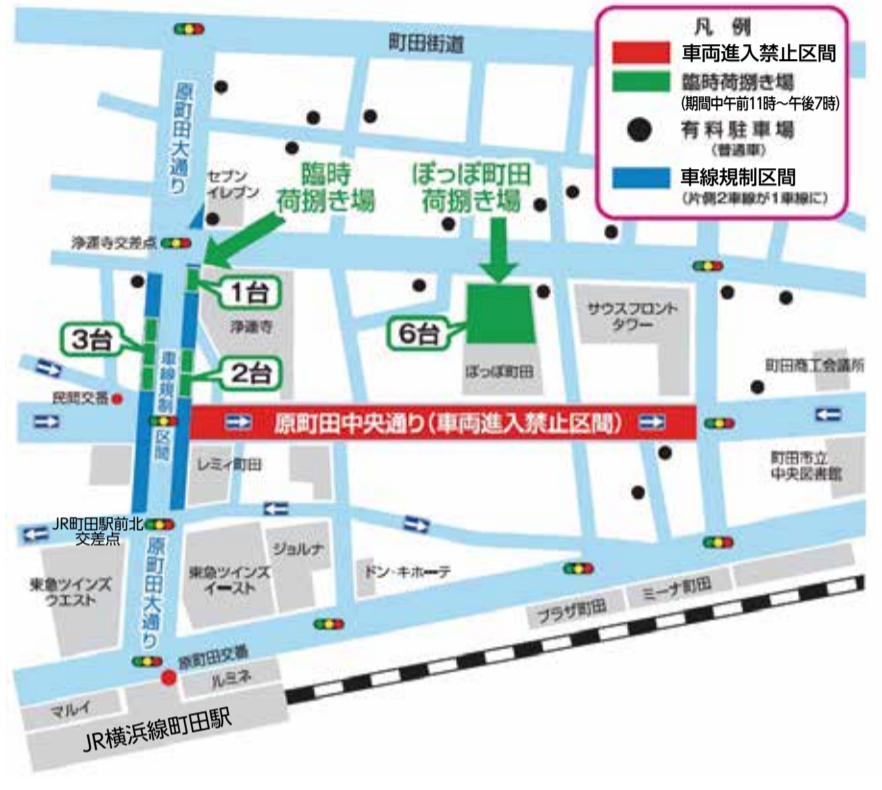 町田街道
凡例
車両進入禁止区間
臨時荷捌き場
(期間中午前11時～午後7時)
有料駐車場
(普通車)
車線規制区間
(片側2車線が1車線に)
原町田大通り
セブン
イレブン
臨時
荷捌き場
ぽっぽ町田
荷捌き場
浄運寺交差点
1台
浄運寺
3台
2台
6台
ぽっぽ町田
サウスフロント
タワー
町田商工会議所
車線規制
区間
民間交番
原町田中央通り(車両進入禁止区間)
レミィ町田
町田市立
中央図書館
JR町田駅前北
交差点
ジョルナ
東急ツインズ
ウエスト
原町田大通り
東急ツインズ
イースト
ドン・キホーテ
プラザ町田
ミーナ町田
原町田交番
ルミネ
マルイ
JR横浜線町田駅